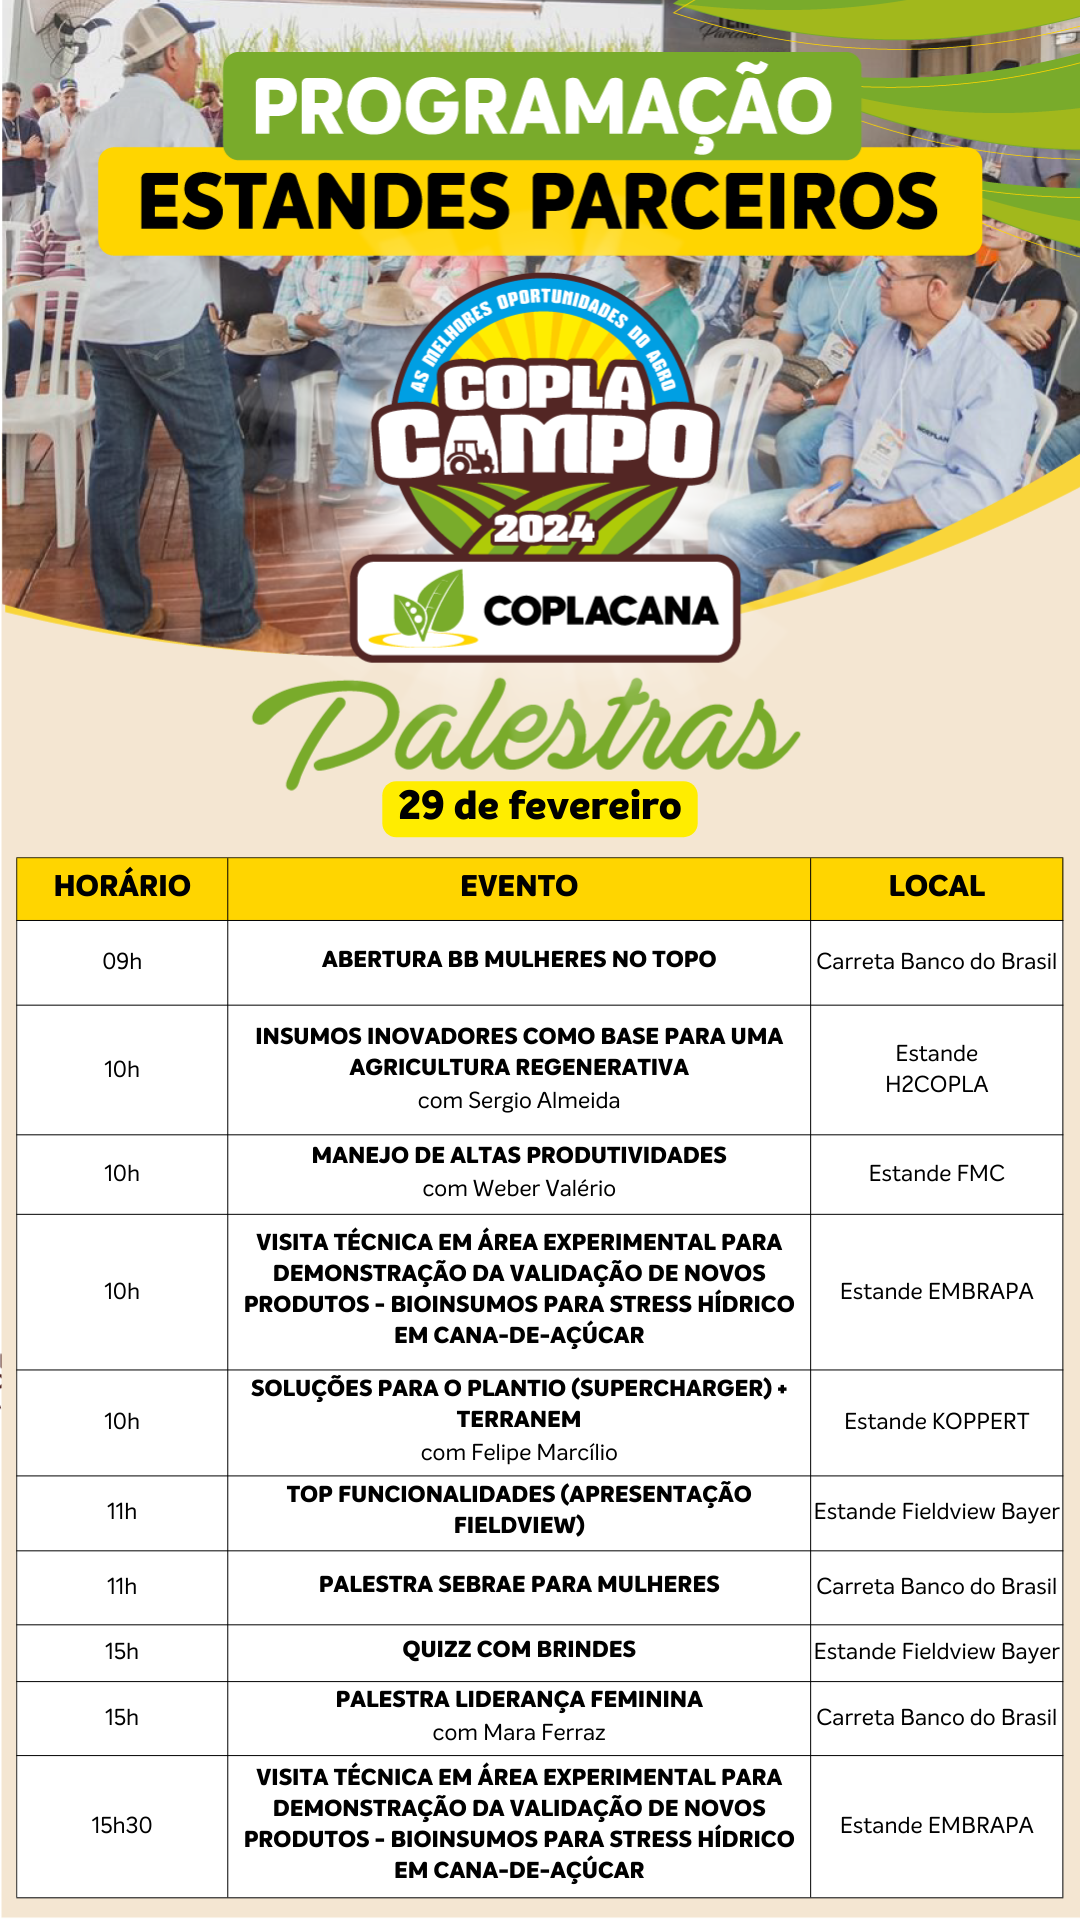 TEM
Parceria
PROGRAMAÇÃO
ESTANDES PARCEIROS
AS MELHORES OPORTUNIDADES DO AGRO
COPLA
CAMPO
2024
COPLACANA
Palestras
29 de fevereiro
HORÁRIO EVENTO LOCAL
09h ABERTURA BB MULHERES NO TOPO Carreta Banco do Brasil
INSUMOS INOVADORES COMO BASE PARA UMA
AGRICULTURA REGENERATIVA
com Sergio Almeida
10h
Estande
H2COPLA
MANEJO DE ALTAS PRODUTIVIDADES
com Weber Valério
10h
Estande FMC
VISITA TÉCNICA EM ÁREA EXPERIMENTAL PARA
DEMONSTRAÇÃO DA VALIDAÇÃO DE NOVOS
PRODUTOS - BIOINSUMOS PARA STRESS HÍDRICO
EM CANA-DE-AÇÚCAR
10h
Estande EMBRAPA
SOLUÇÕES PARA O PLANTIO (SUPERCHARGER) +
TERRANEM
com Felipe Marcílio
10h
Estande KOPPERT
TOP FUNCIONALIDADES (APRESENTAÇÃO
FIELDVIEW)
11h
Estande Fieldview Bayer
11h PALESTRA SEBRAE PARA MULHERES Carreta Banco do Brasil
15h QUIZZ COM BRINDES Estande Fieldview Bayer
PALESTRA LIDERANÇA FEMININA
com Mara Ferraz
15h
Carreta Banco do Brasil
VISITA TÉCNICA EM ÁREA EXPERIMENTAL PARA
DEMONSTRAÇÃO DA VALIDAÇÃO DE NOVOS
PRODUTOS - BIOINSUMOS PARA STRESS HÍDRICO
EM CANA-DE-AÇÚCAR
15h30
Estande EMBRAPA